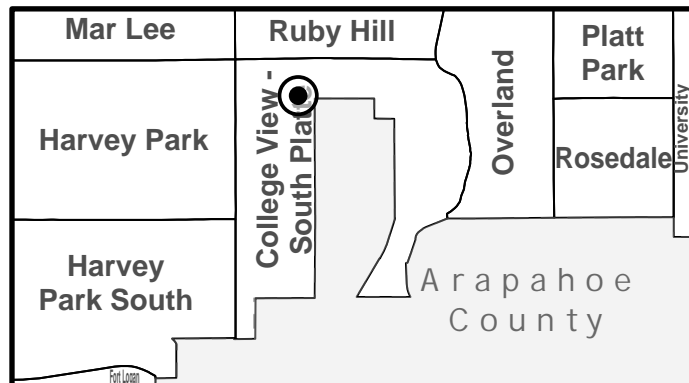 Mar Lee
Ruby Hill
Platt
Park
University
Harvey Park
College View -
South Platte
Overland
Rosedale
Harvey
Park South
Arapahoe
County
Fort Logan